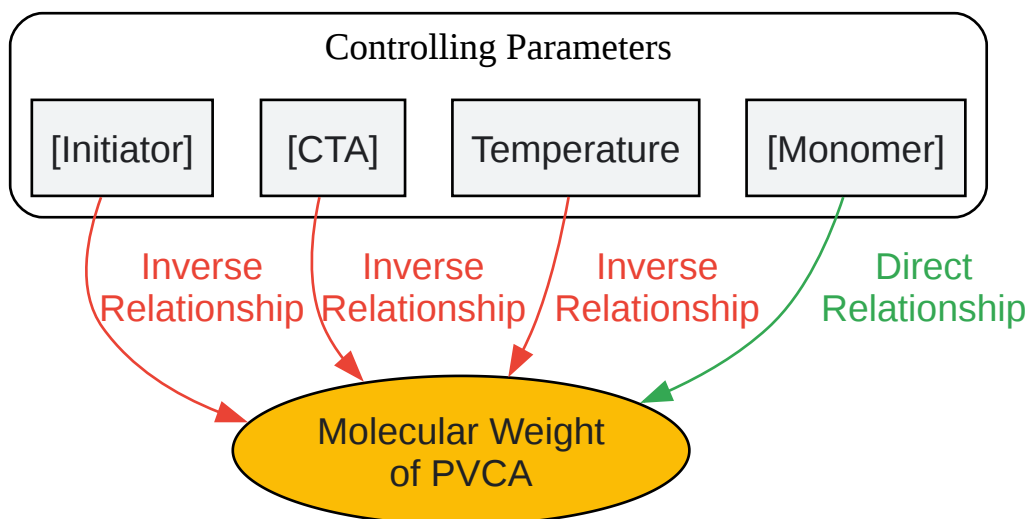 Controlling Parameters
[Initiator]
[CTA]
Temperature
[Monomer]
Inverse
Relationship
Inverse
Relationship
Inverse
Relationship
Direct
Relationship
Molecular Weight
of PVCA